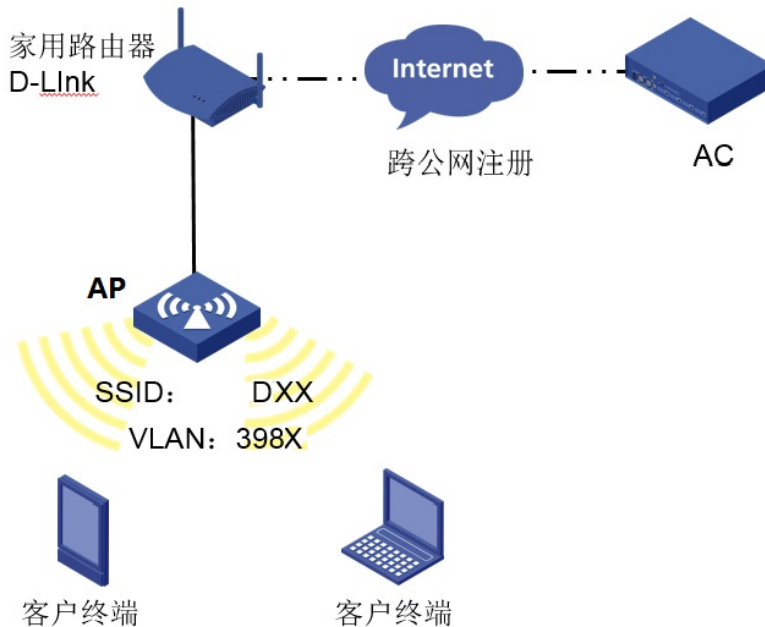 家用路由器
D-LInk
Internet
跨公网注册
AC
AP
SSID： DXX
VLAN：398X
客户终端
客户终端